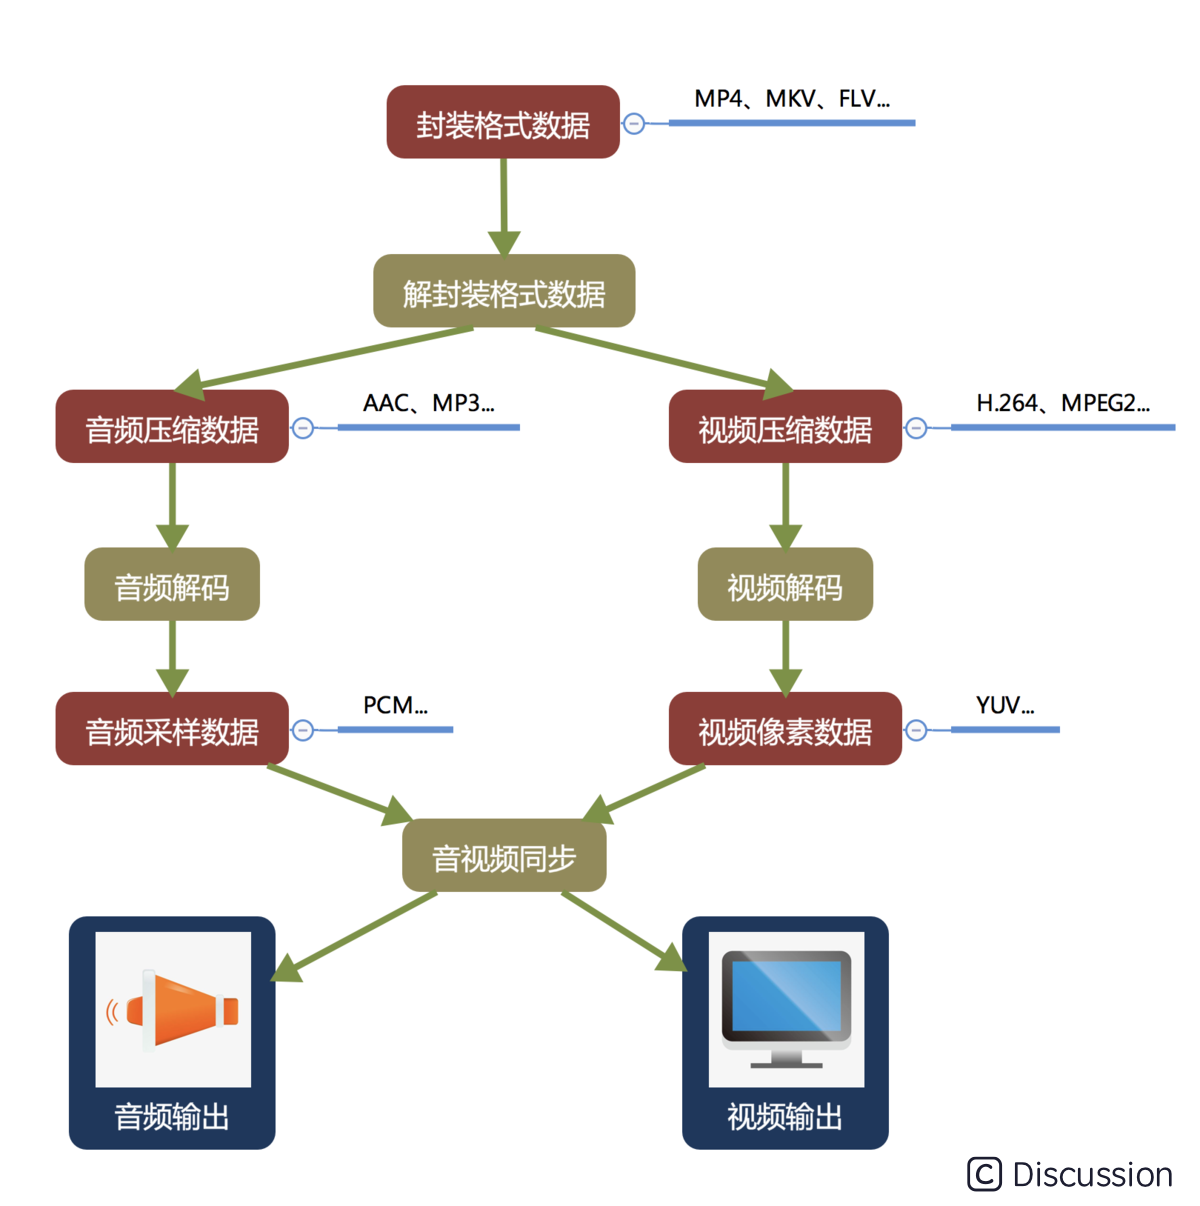 封装格式数据
MP4、MKV、FLV...
解封装格式数据
音频压缩数据
AAC、MP3...
视频压缩数据
H.264、MPEG2...
音频解码
视频解码
音频采样数据
PCM...
视频像素数据
YUV...
音视频同步
音频输出
视频输出
C Discussion